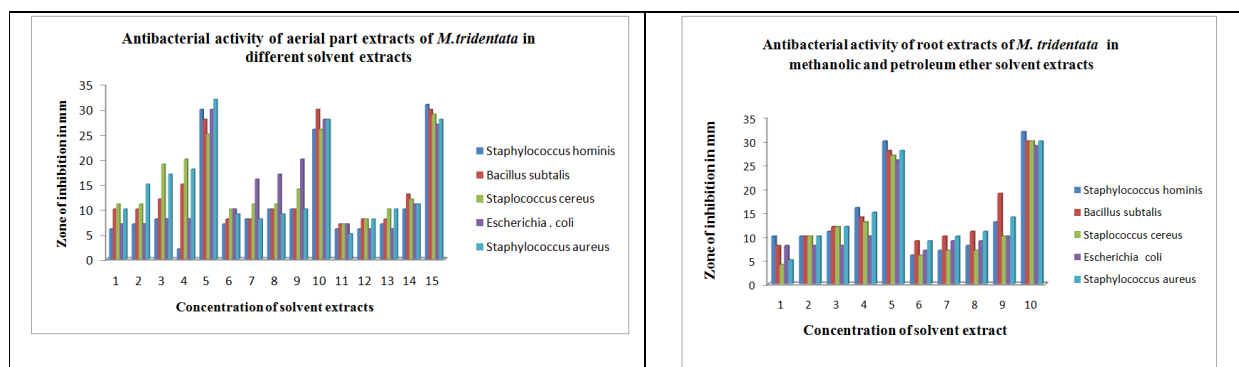 Antibacterial activity of aerial part extracts of M.tridentata in
different solvent extracts
Zone of inhibition in mm
35
30
25
20
15
10
5
0
1 2 3 4 5 6 7 8 9 10 11 12 13 14 15
Concentration of solvent extracts
Staphylococcus hominis
Bacillus subtalis
Staplococcus cereus
Escherichia . coli
Staphylococcus aureus
Antibacterial activity of root extracts of M. tridentata in
methanolic and petroleum ether solvent extracts
Zone of inhibition in mm
35
30
25
20
15
10
5
0
1 2 3 4 5 6 7 8 9 10
Concentration of solvent extract
Staphylococcus hominis
Bacillus subtalis
Staplococcus cereus
Escherichia coli
Staphylococcus aureus